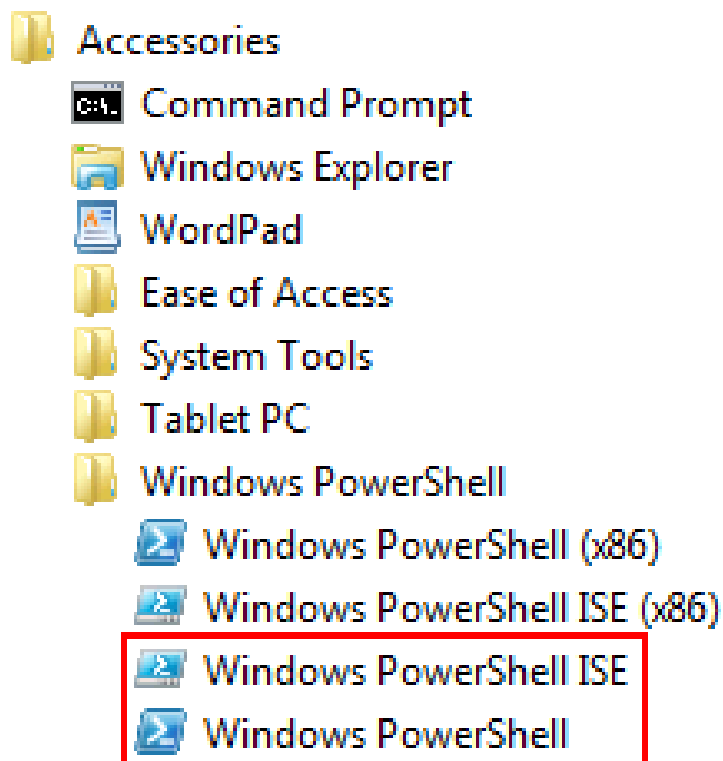 Accessories
C:\.
Command Prompt
Windows Explorer
WordPad
Ease of Access
System Tools
Tablet PC
Windows PowerShell
Windows PowerShell (x86)
Windows PowerShell ISE (x86)
Windows PowerShell ISE
Windows PowerShell